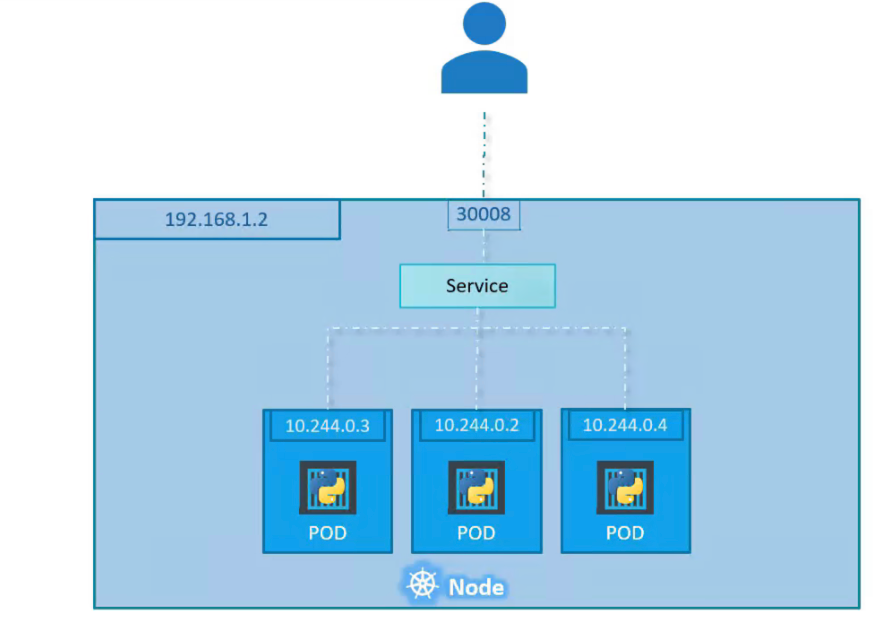 192.168.1.2
30008
Service
10.244.0.3
10.244.0.2
10.244.0.4
POD
POD
POD
Node